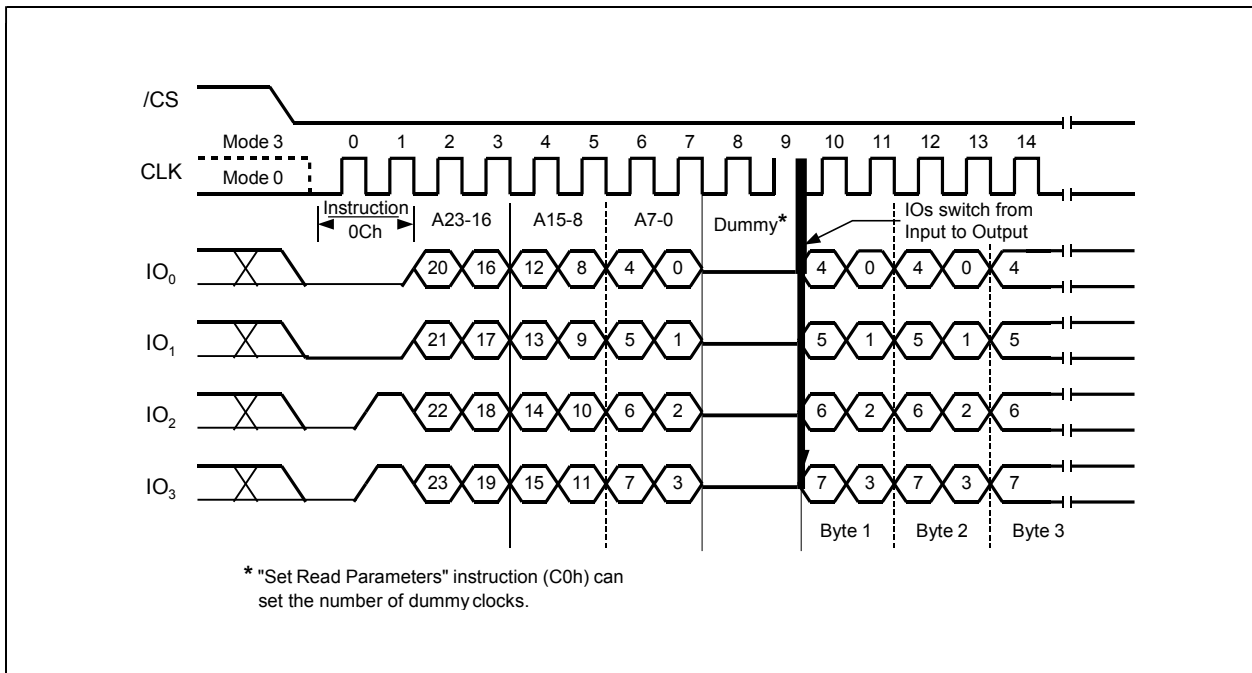 /CS
Mode 3 0 1 2 3 4 5 6 7 8 9 10 11 12 13 14
CLK
Mode 0
Instruction
0Ch
A23-16 A15-8 A7-0 Dummy*
IOs switch from
Input to Output
IO₀ 20 16 12 8 4 0 4 0 4 0 4
IO₁ 21 17 13 9 5 1 5 1 5 1 5
IO₂ 22 18 14 10 6 2 6 2 6 2 6
IO₃ 23 19 15 11 7 3 7 3 7 3 7
Byte 1 Byte 2 Byte 3
* "Set Read Parameters" instruction (C0h) can
set the number of dummy clocks.